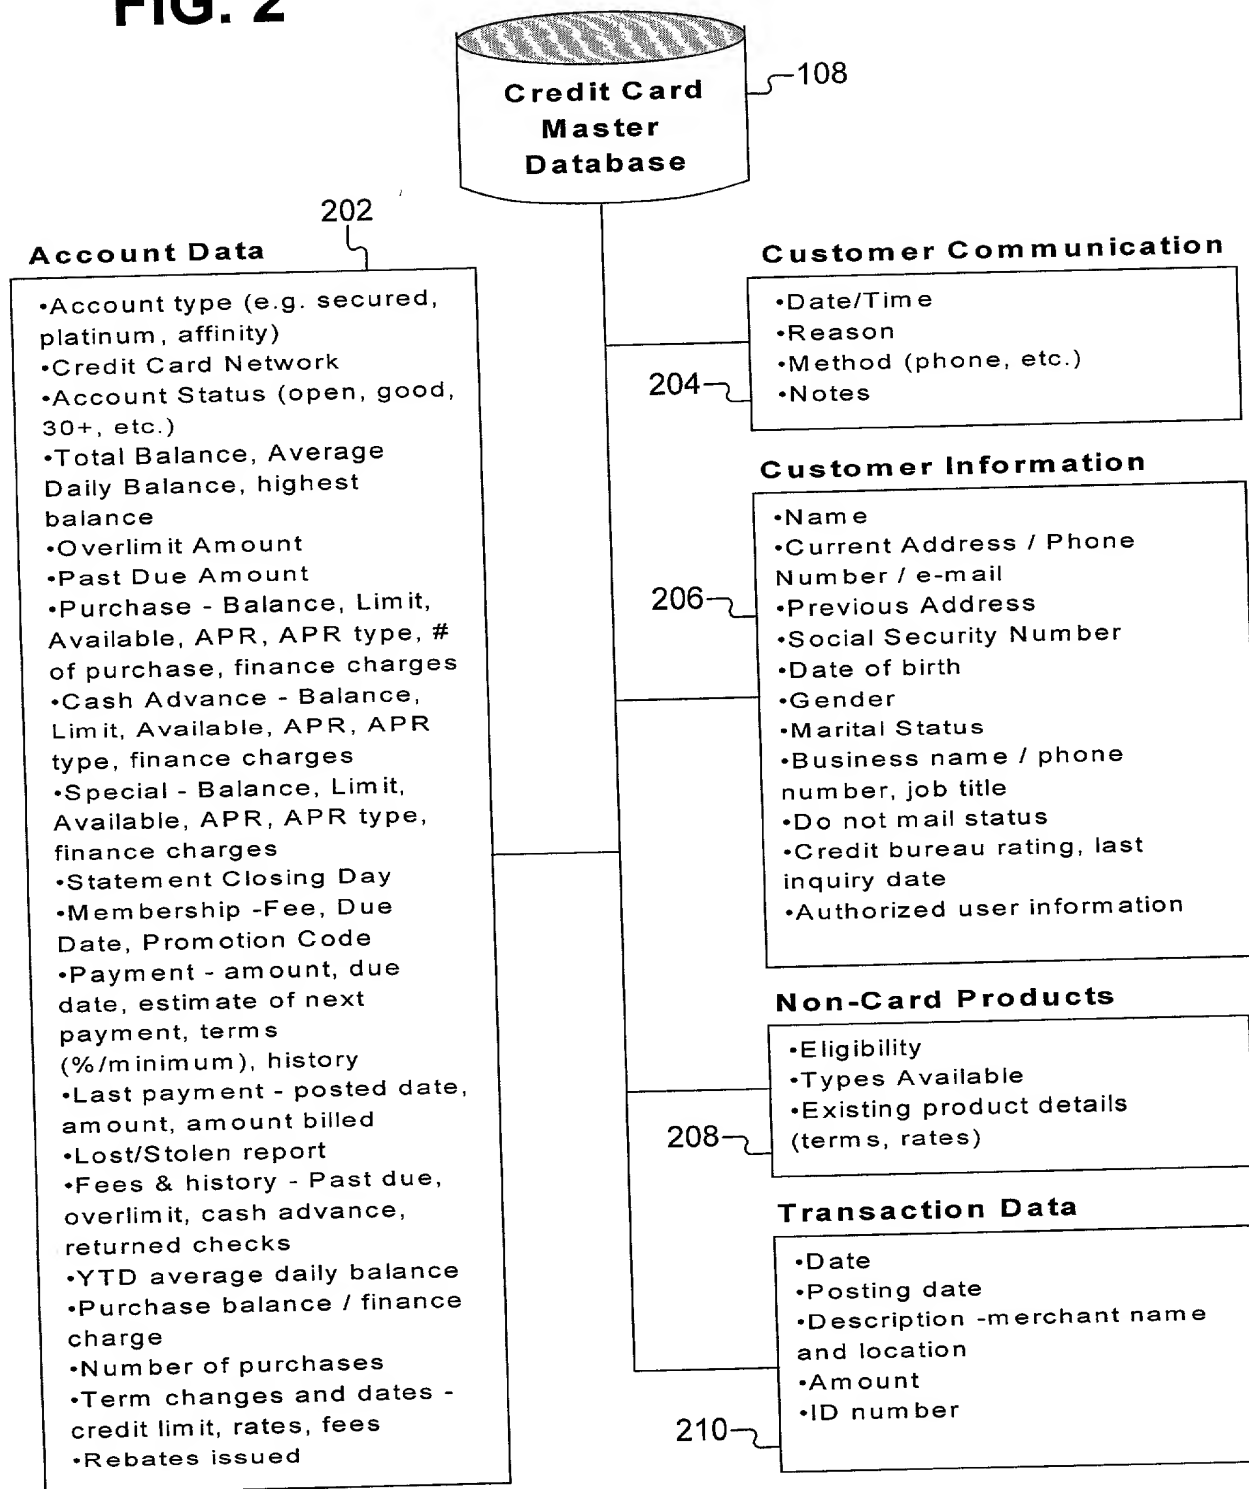 FIG. 2
Credit Card
Master
Database
108
202
Account Data
•Account type (e.g. secured,
platinum, affinity)
•Credit Card Network
•Account Status (open, good,
30+, etc.)
•Total Balance, Average
Daily Balance, highest
balance
•Overlimit Amount
•Past Due Amount
•Purchase - Balance, Limit,
Available, APR, APR type, #
of purchase, finance charges
•Cash Advance - Balance,
Limit, Available, APR, APR
type, finance charges
•Special - Balance, Limit,
Available, APR, APR type,
finance charges
•Statement Closing Day
•Membership -Fee, Due
Date, Promotion Code
•Payment - amount, due
date, estimate of next
payment, terms
(%/minimum), history
•Last payment - posted date,
amount, amount billed
•Lost/Stolen report
•Fees & history - Past due,
overlimit, cash advance,
returned checks
•YTD average daily balance
•Purchase balance / finance
charge
•Number of purchases
•Term changes and dates -
credit limit, rates, fees
•Rebates issued
Customer Communication
•Date/Time
•Reason
•Method (phone, etc.)
•Notes
204
Customer Information
•Name
•Current Address / Phone
Number / e-mail
•Previous Address
•Social Security Number
•Date of birth
•Gender
•Marital Status
•Business name / phone
number, job title
•Do not mail status
•Credit bureau rating, last
inquiry date
•Authorized user information
206
Non-Card Products
•Eligibility
•Types Available
•Existing product details
(terms, rates)
208
Transaction Data
•Date
•Posting date
•Description -merchant name
and location
•Amount
•ID number
210